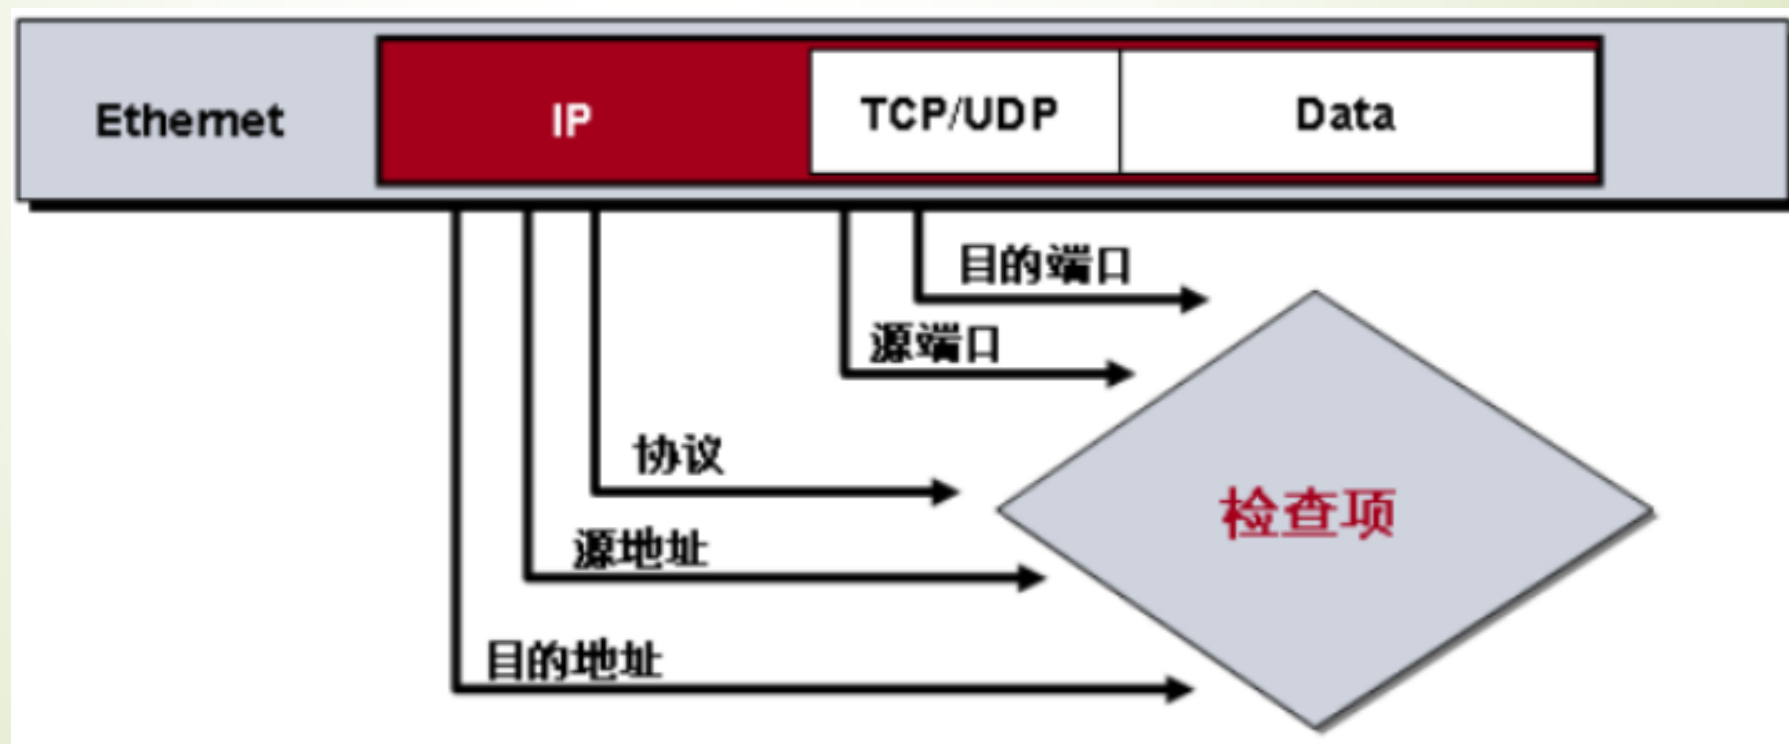 Ethernet IP TCP/UDP Data
目的端口
源端口
协议
检查项
源地址
目的地址